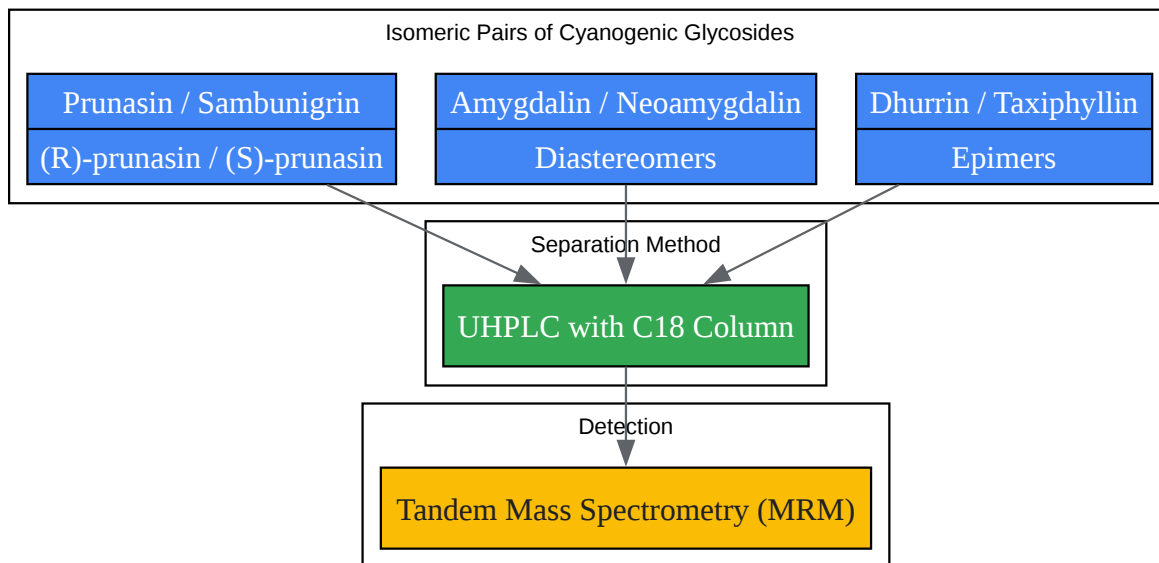 Isomeric Pairs of Cyanogenic Glycosides
Prunasin / Sambunigrin
(R)-prunasin / (S)-prunasin
Amygdalin / Neoamygdalin
Diastereomers
Dhurrin / Taxiphyllin
Epimers
Separation Method
UHPLC with C18 Column
Detection
Tandem Mass Spectrometry (MRM)